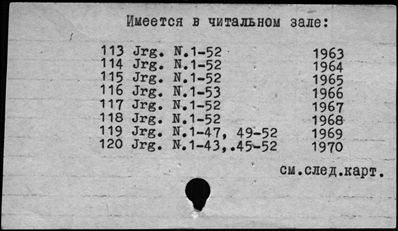 Имеется в читальном зале:
113 Jrg. N.1-52 1963
114 Jrg. N.1-52 1964
115 Jrg. N.1-52 1965
116 Jrg. N.1-53 1966
117 Jrg. N.1-52 1967
118 Jrg. N.1-52 1968
119 Jrg. N.1-47, 49-52 1969
120 Jrg. N.1-43,.45-52 1970
см.след.карт.